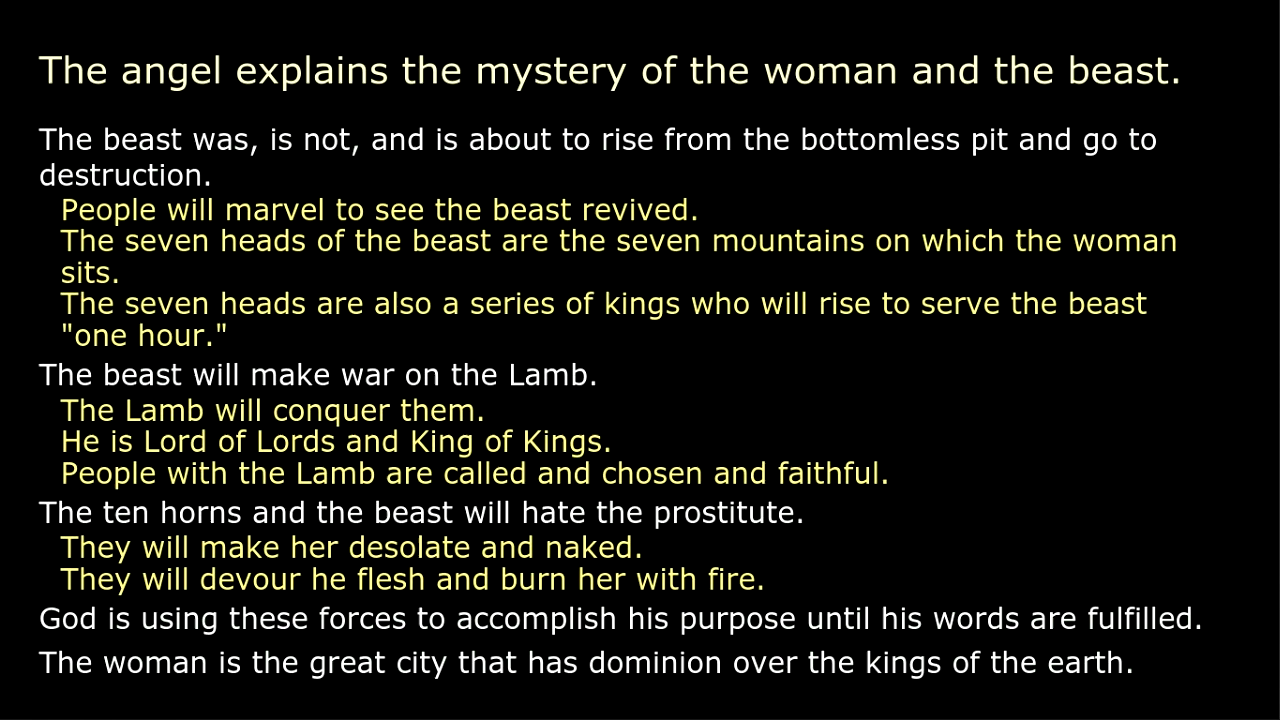 The angel explains the mystery of the woman and the beast.
The beast was, is not, and is about to rise from the bottomless pit and go to
destruction.
People will marvel to see the beast revived.
The seven heads of the beast are the seven mountains on which the woman
sits.
The seven heads are also a series of kings who will rise to serve the beast
"one hour."
The beast will make war on the Lamb.
The Lamb will conquer them.
He is Lord of Lords and King of Kings.
People with the Lamb are called and chosen and faithful.
The ten horns and the beast will hate the prostitute.
They will make her desolate and naked.
They will devour he flesh and burn her with fire.
God is using these forces to accomplish his purpose until his words are fulfilled.
The woman is the great city that has dominion over the kings of the earth.